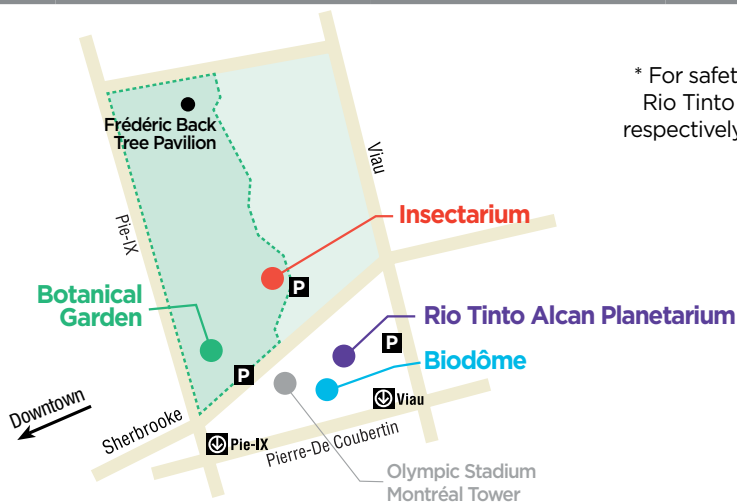 * For safet
Rio Tinto
respectively
Frédéric Back
Tree Pavilion
Viau
Pie-IX
Insectarium
P
Botanical
Garden
Rio Tinto Alcan Planetarium
P
Biodôme
P
Viau
Downtown
Sherbrooke
Pie-IX
Pierre-De Coubertin
Olympic Stadium
Montréal Tower